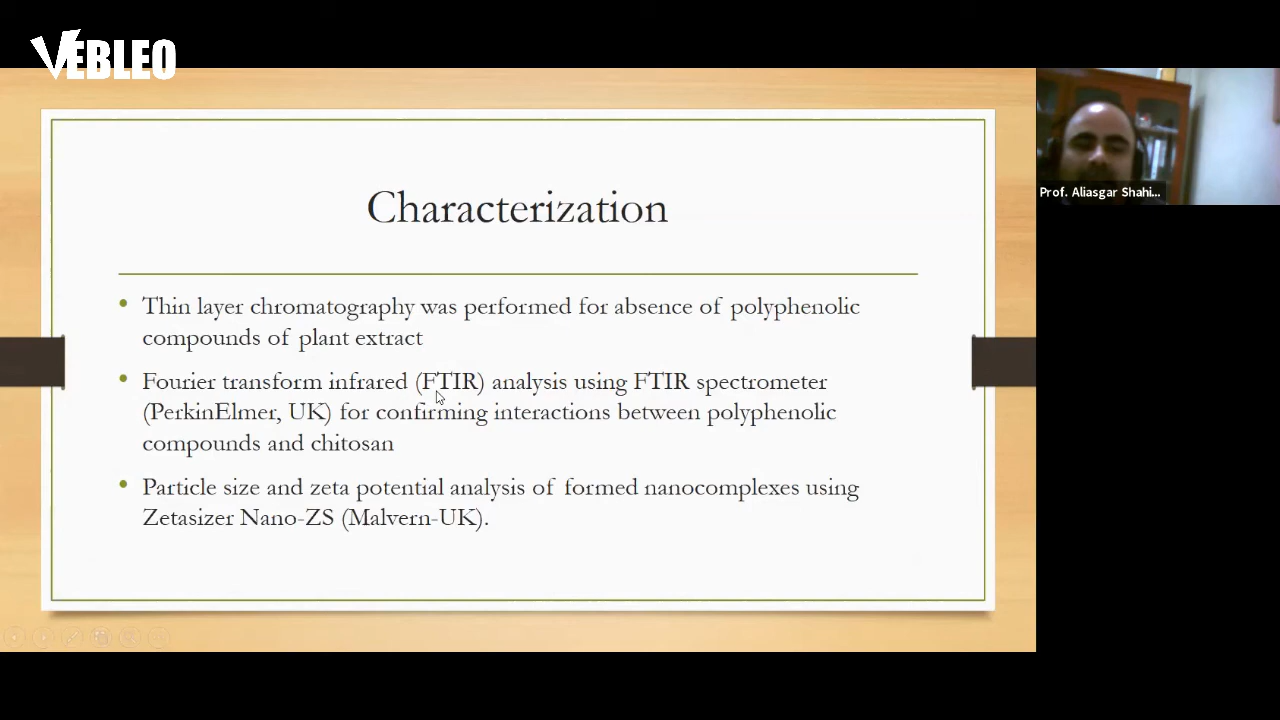 VEBLEO
Characterization
• Thin layer chromatography was performed for absence of polyphenolic
compounds of plant extract
• Fourier transform infrared (FTIR) analysis using FTIR spectrometer
(PerkinElmer, UK) for confirming interactions between polyphenolic
compounds and chitosan
• Particle size and zeta potential analysis of formed nanocomplexes using
Zetasizer Nano-ZS (Malvern-UK).
Prof. Aliasgar Shahi...